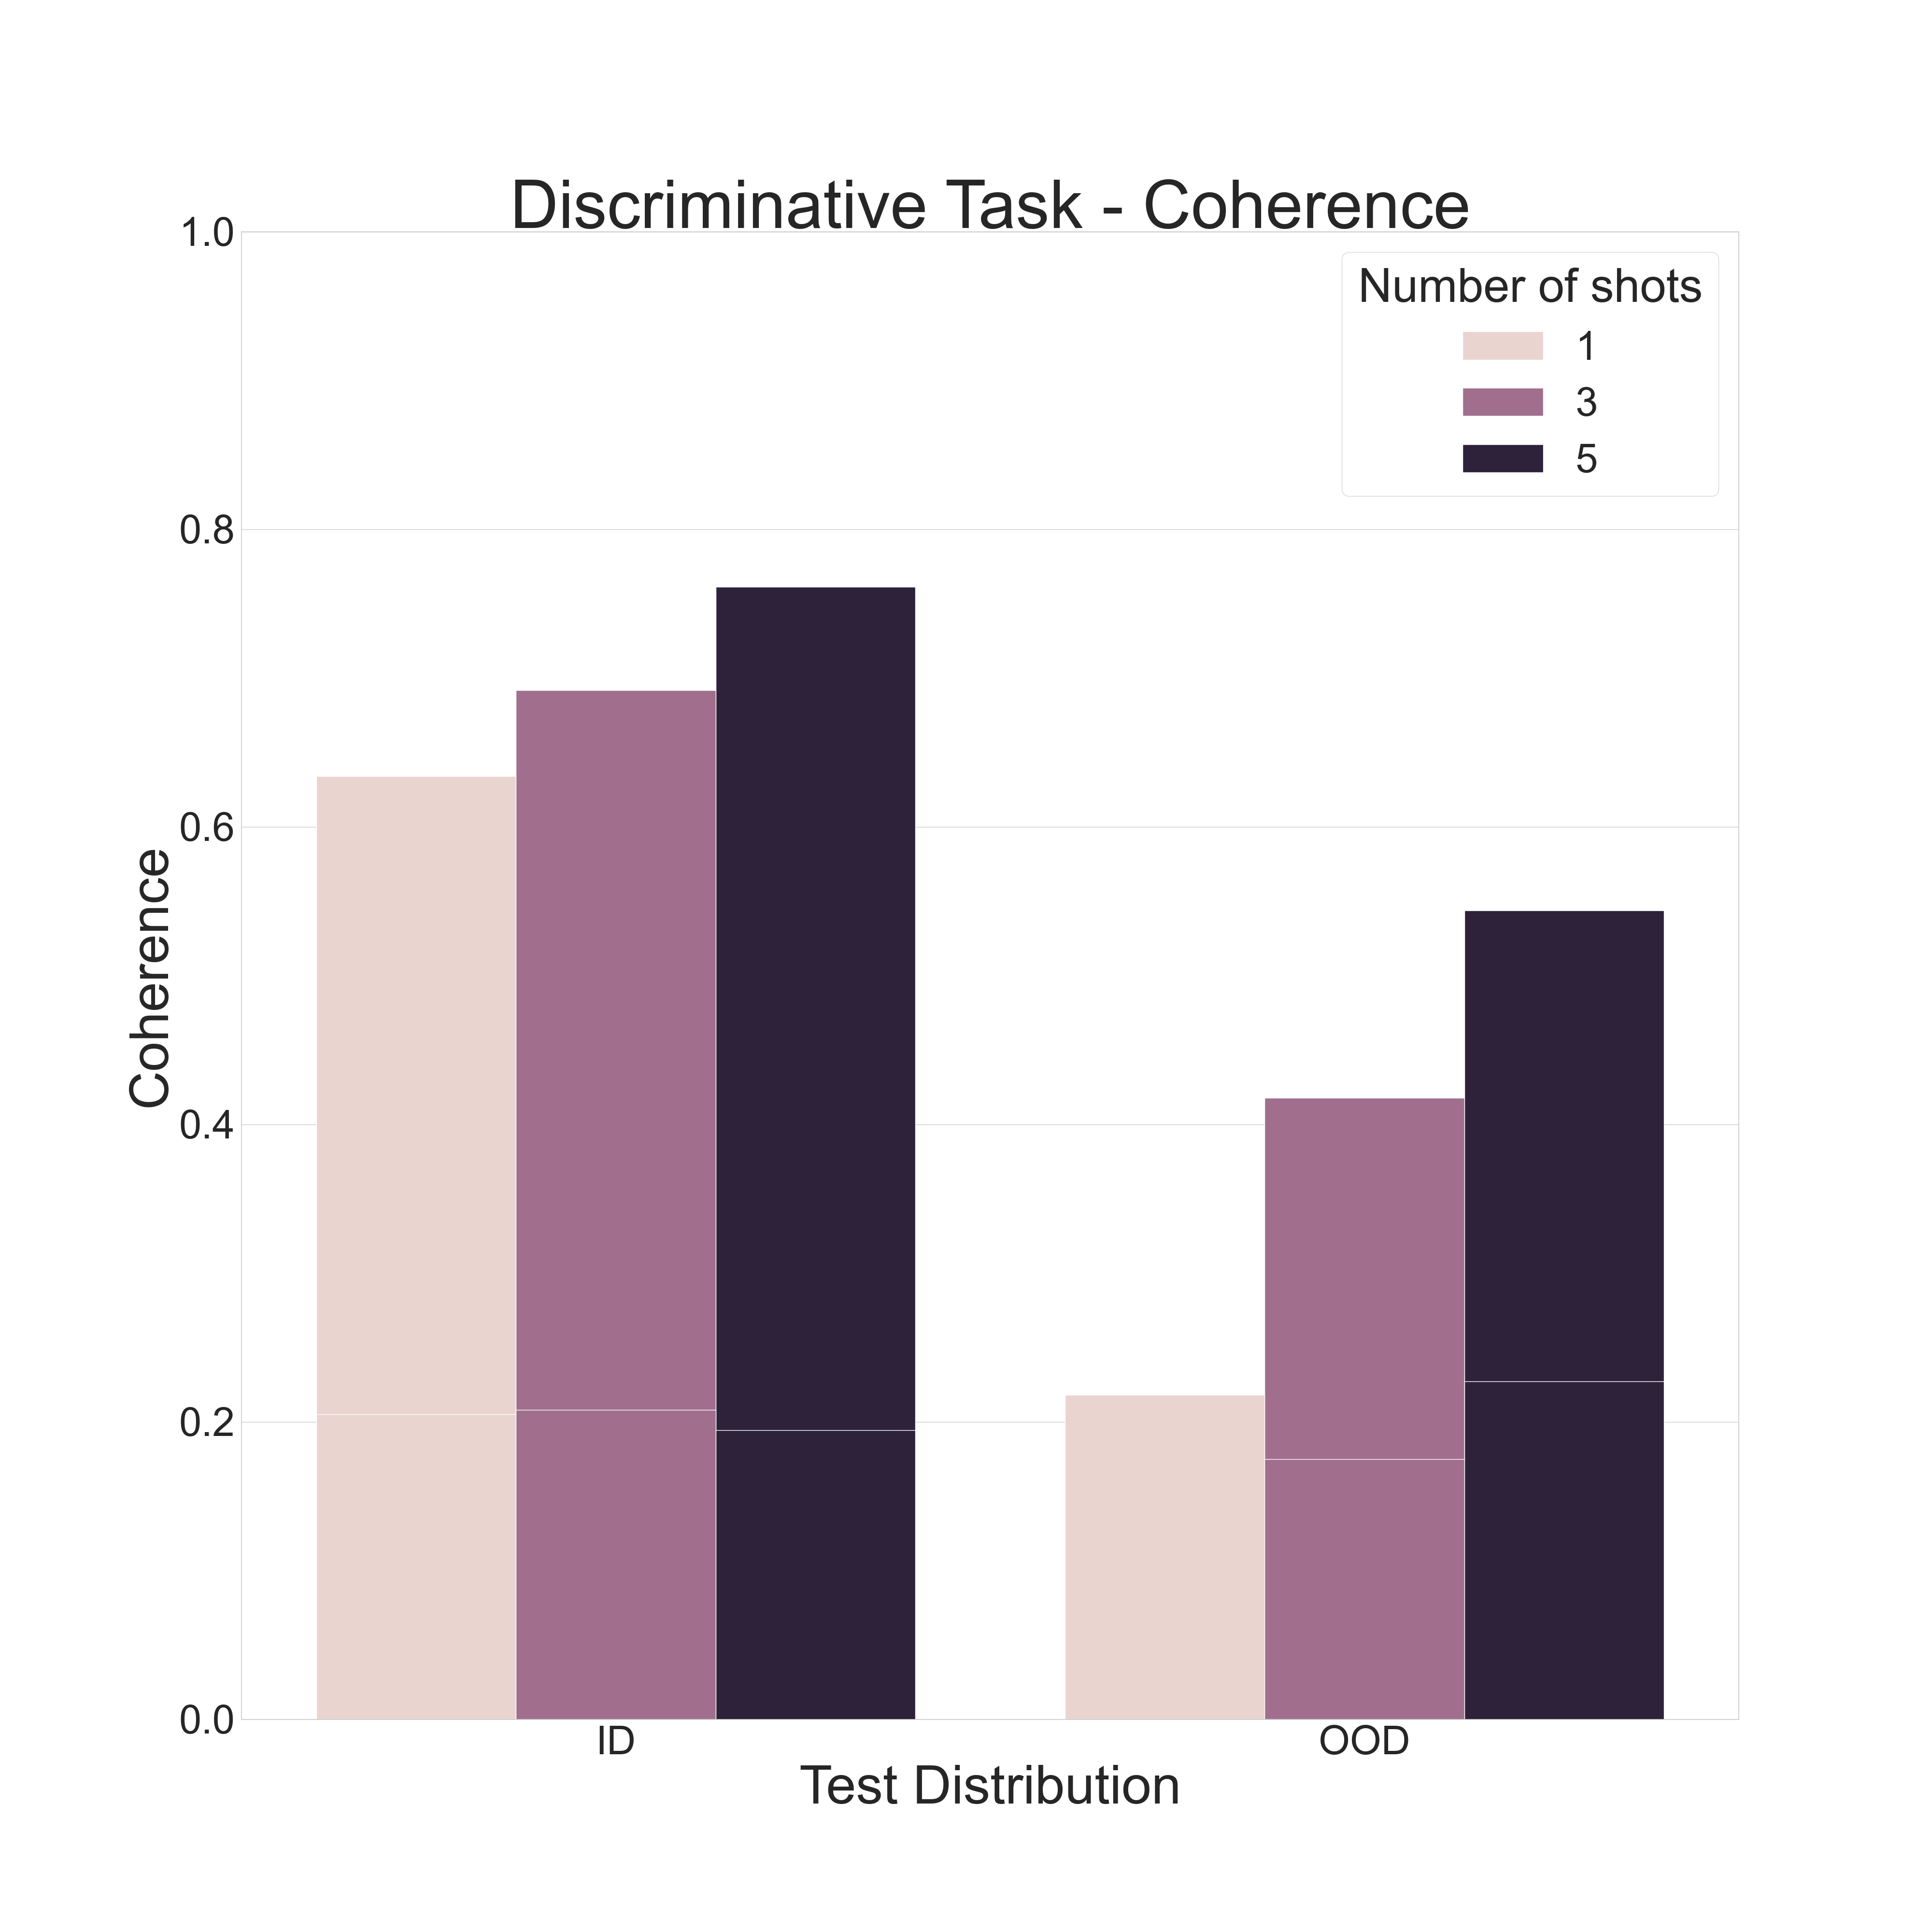 Discriminative Task - Coherence
1.0
0.8
0.6
0.4
0.2
0.0
Coherence
Number of shots
1
3
5
ID
OOD
Test Distribution